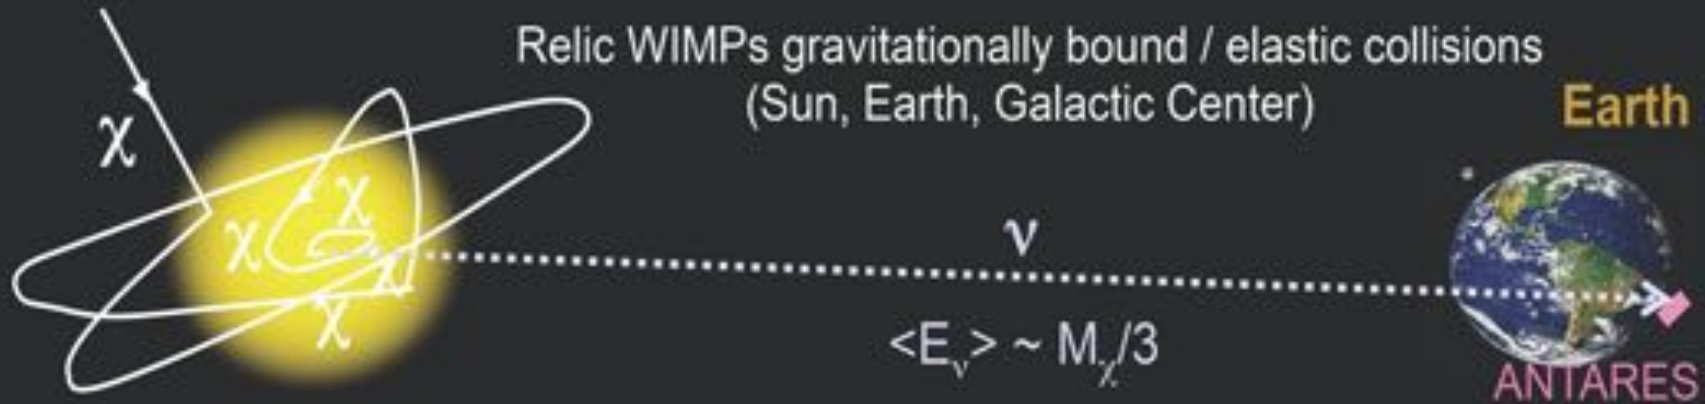 Relic WIMPs gravitationally bound / elastic collisions
(Sun, Earth, Galactic Center)
Earth
χ
χ
χ
χ
ν
<E_ν> ~ M_χ/3
ANTARES